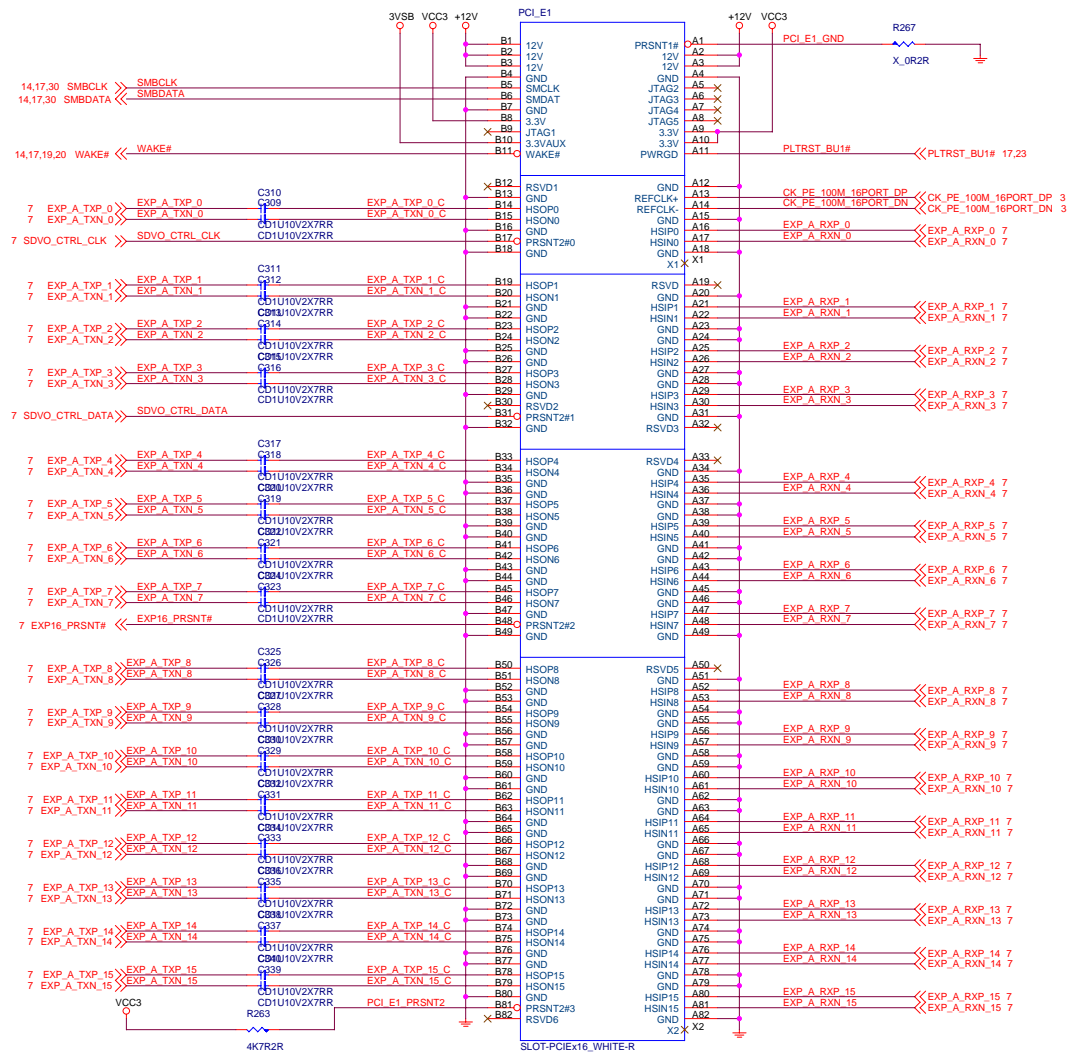 PCI_E1
3VSB VCC3 +12V +12V VCC3
R267
X_0R2R
B1 12V PRSNT1# A1 PCI_E1_GND
B2 12V 12V A2
B3 12V 12V A3
B4 GND GND A4
14,17,30 SMBCLK SMBCLK B5 SMCLK JTAG2 A5
14,17,30 SMBDATA SMBDATA B6 SMDAT JTAG3 A6
B7 GND JTAG4 A7
B8 3.3V JTAG5 A8
B9 JTAG1 3.3V A9
B10 3.3VAUX 3.3V A10
14,17,19,20 WAKE# WAKE# B11 WAKE# PWRGD A11 PLTRST_BU1# PLTRST_BU1# 17,23
B12 RSVD1 GND A12
C310
B13 GND REFCLK+ A13 CK_PE_100M_16PORT_DP CK_PE_100M_16PORT_DP 3
7 EXP_A_TXP_0 EXP_A_TXP_0 C309 EXP_A_TXP_0_C B14 HSOP0 REFCLK- A14 CK_PE_100M_16PORT_DN CK_PE_100M_16PORT_DN 3
7 EXP_A_TXN_0 EXP_A_TXN_0 CD1U10V2X7RR EXP_A_TXN_0_C B15 HSON0 GND A15
CD1U10V2X7RR B16 GND HSIP0 A16 EXP_A_RXP_0 EXP_A_RXP_0 7
7 SDVO_CTRL_CLK SDVO_CTRL_CLK B17 PRSNT2#0 HSIN0 A17 EXP_A_RXN_0 EXP_A_RXN_0 7
B18 GND GND A18
X1 X1
C311
7 EXP_A_TXP_1 EXP_A_TXP_1 C312 EXP_A_TXP_1_C B19 HSOP1 RSVD A19
7 EXP_A_TXN_1 EXP_A_TXN_1 CD1U10V2X7RR EXP_A_TXN_1_C B20 HSON1 GND A20
B21 GND HSIP1 A21 EXP_A_RXP_1 EXP_A_RXP_1 7
B22 GND HSIN1 A22 EXP_A_RXN_1 EXP_A_RXN_1 7
7 EXP_A_TXP_2 EXP_A_TXP_2 C314 EXP_A_TXP_2_C B23 HSOP2 GND A23
7 EXP_A_TXN_2 EXP_A_TXN_2 CD1U10V2X7RR EXP_A_TXN_2_C B24 HSON2 GND A24
B25 GND HSIP2 A25 EXP_A_RXP_2 EXP_A_RXP_2 7
B26 GND HSIN2 A26 EXP_A_RXN_2 EXP_A_RXN_2 7
7 EXP_A_TXP_3 EXP_A_TXP_3 C316 EXP_A_TXP_3_C B27 HSOP3 GND A27
7 EXP_A_TXN_3 EXP_A_TXN_3 CD1U10V2X7RR EXP_A_TXN_3_C B28 HSON3 GND A28
CD1U10V2X7RR B29 GND HSIP3 A29 EXP_A_RXP_3 EXP_A_RXP_3 7
B30 RSVD2 HSIN3 A30 EXP_A_RXN_3 EXP_A_RXN_3 7
7 SDVO_CTRL_DATA SDVO_CTRL_DATA B31 PRSNT2#1 GND A31
B32 GND RSVD3 A32
C317
7 EXP_A_TXP_4 EXP_A_TXP_4 C318 EXP_A_TXP_4_C B33 HSOP4 RSVD4 A33
7 EXP_A_TXN_4 EXP_A_TXN_4 CD1U10V2X7RR EXP_A_TXN_4_C B34 HSON4 GND A34
B35 GND HSIP4 A35 EXP_A_RXP_4 EXP_A_RXP_4 7
B36 GND HSIN4 A36 EXP_A_RXN_4 EXP_A_RXN_4 7
7 EXP_A_TXP_5 EXP_A_TXP_5 C319 EXP_A_TXP_5_C B37 HSOP5 GND A37
7 EXP_A_TXN_5 EXP_A_TXN_5 CD1U10V2X7RR EXP_A_TXN_5_C B38 HSON5 GND A38
B39 GND HSIP5 A39 EXP_A_RXP_5 EXP_A_RXP_5 7
B40 GND HSIN5 A40 EXP_A_RXN_5 EXP_A_RXN_5 7
7 EXP_A_TXP_6 EXP_A_TXP_6 C321 EXP_A_TXP_6_C B41 HSOP6 GND A41
7 EXP_A_TXN_6 EXP_A_TXN_6 CD1U10V2X7RR EXP_A_TXN_6_C B42 HSON6 GND A42
B43 GND HSIP6 A43 EXP_A_RXP_6 EXP_A_RXP_6 7
B44 GND HSIN6 A44 EXP_A_RXN_6 EXP_A_RXN_6 7
7 EXP_A_TXP_7 EXP_A_TXP_7 C323 EXP_A_TXP_7_C B45 HSOP7 GND A45
7 EXP_A_TXN_7 EXP_A_TXN_7 CD1U10V2X7RR EXP_A_TXN_7_C B46 HSON7 GND A46
CD1U10V2X7RR B47 GND HSIP7 A47 EXP_A_RXP_7 EXP_A_RXP_7 7
7 EXP16_PRSNT# EXP16_PRSNT# B48 PRSNT2#2 HSIN7 A48 EXP_A_RXN_7 EXP_A_RXN_7 7
B49 GND GND A49
C325
7 EXP_A_TXP_8 EXP_A_TXP_8 C326 EXP_A_TXP_8_C B50 HSOP8 RSVD5 A50
7 EXP_A_TXN_8 EXP_A_TXN_8 CD1U10V2X7RR EXP_A_TXN_8_C B51 HSON8 GND A51
B52 GND HSIP8 A52 EXP_A_RXP_8 EXP_A_RXP_8 7
B53 GND HSIN8 A53 EXP_A_RXN_8 EXP_A_RXN_8 7
7 EXP_A_TXP_9 EXP_A_TXP_9 C328 EXP_A_TXP_9_C B54 HSOP9 GND A54
7 EXP_A_TXN_9 EXP_A_TXN_9 CD1U10V2X7RR EXP_A_TXN_9_C B55 HSON9 GND A55
B56 GND HSIP9 A56 EXP_A_RXP_9 EXP_A_RXP_9 7
B57 GND HSIN9 A57 EXP_A_RXN_9 EXP_A_RXN_9 7
7 EXP_A_TXP_10 EXP_A_TXP_10 C329 EXP_A_TXP_10_C B58 HSOP10 GND A58
7 EXP_A_TXN_10 EXP_A_TXN_10 CD1U10V2X7RR EXP_A_TXN_10_C B59 HSON10 GND A59
B60 GND HSIP10 A60 EXP_A_RXP_10 EXP_A_RXP_10 7
B61 GND HSIN10 A61 EXP_A_RXN_10 EXP_A_RXN_10 7
7 EXP_A_TXP_11 EXP_A_TXP_11 C331 EXP_A_TXP_11_C B62 HSOP11 GND A62
7 EXP_A_TXN_11 EXP_A_TXN_11 CD1U10V2X7RR EXP_A_TXN_11_C B63 HSON11 GND A63
B64 GND HSIP11 A64 EXP_A_RXP_11 EXP_A_RXP_11 7
B65 GND HSIN11 A65 EXP_A_RXN_11 EXP_A_RXN_11 7
7 EXP_A_TXP_12 EXP_A_TXP_12 C333 EXP_A_TXP_12_C B66 HSOP12 GND A66
7 EXP_A_TXN_12 EXP_A_TXN_12 CD1U10V2X7RR EXP_A_TXN_12_C B67 HSON12 GND A67
B68 GND HSIP12 A68 EXP_A_RXP_12 EXP_A_RXP_12 7
B69 GND HSIN12 A69 EXP_A_RXN_12 EXP_A_RXN_12 7
7 EXP_A_TXP_13 EXP_A_TXP_13 C335 EXP_A_TXP_13_C B70 HSOP13 GND A70
7 EXP_A_TXN_13 EXP_A_TXN_13 CD1U10V2X7RR EXP_A_TXN_13_C B71 HSON13 GND A71
B72 GND HSIP13 A72 EXP_A_RXP_13 EXP_A_RXP_13 7
B73 GND HSIN13 A73 EXP_A_RXN_13 EXP_A_RXN_13 7
7 EXP_A_TXP_14 EXP_A_TXP_14 C337 EXP_A_TXP_14_C B74 HSOP14 GND A74
7 EXP_A_TXN_14 EXP_A_TXN_14 CD1U10V2X7RR EXP_A_TXN_14_C B75 HSON14 GND A75
B76 GND HSIP14 A76 EXP_A_RXP_14 EXP_A_RXP_14 7
B77 GND HSIN14 A77 EXP_A_RXN_14 EXP_A_RXN_14 7
7 EXP_A_TXP_15 EXP_A_TXP_15 C339 EXP_A_TXP_15_C B78 HSOP15 GND A78
7 EXP_A_TXN_15 EXP_A_TXN_15 CD1U10V2X7RR EXP_A_TXN_15_C B79 HSON15 GND A79
B80 GND HSIP15 A80 EXP_A_RXP_15 EXP_A_RXP_15 7
VCC3 CD1U10V2X7RR PCI_E1_PRSNT2 B81 PRSNT2#3 HSIN15 A81 EXP_A_RXN_15 EXP_A_RXN_15 7
R263 B82 RSVD6 GND A82
X2 X2
4K7R2R
SLOT-PCIEx16_WHITE-R